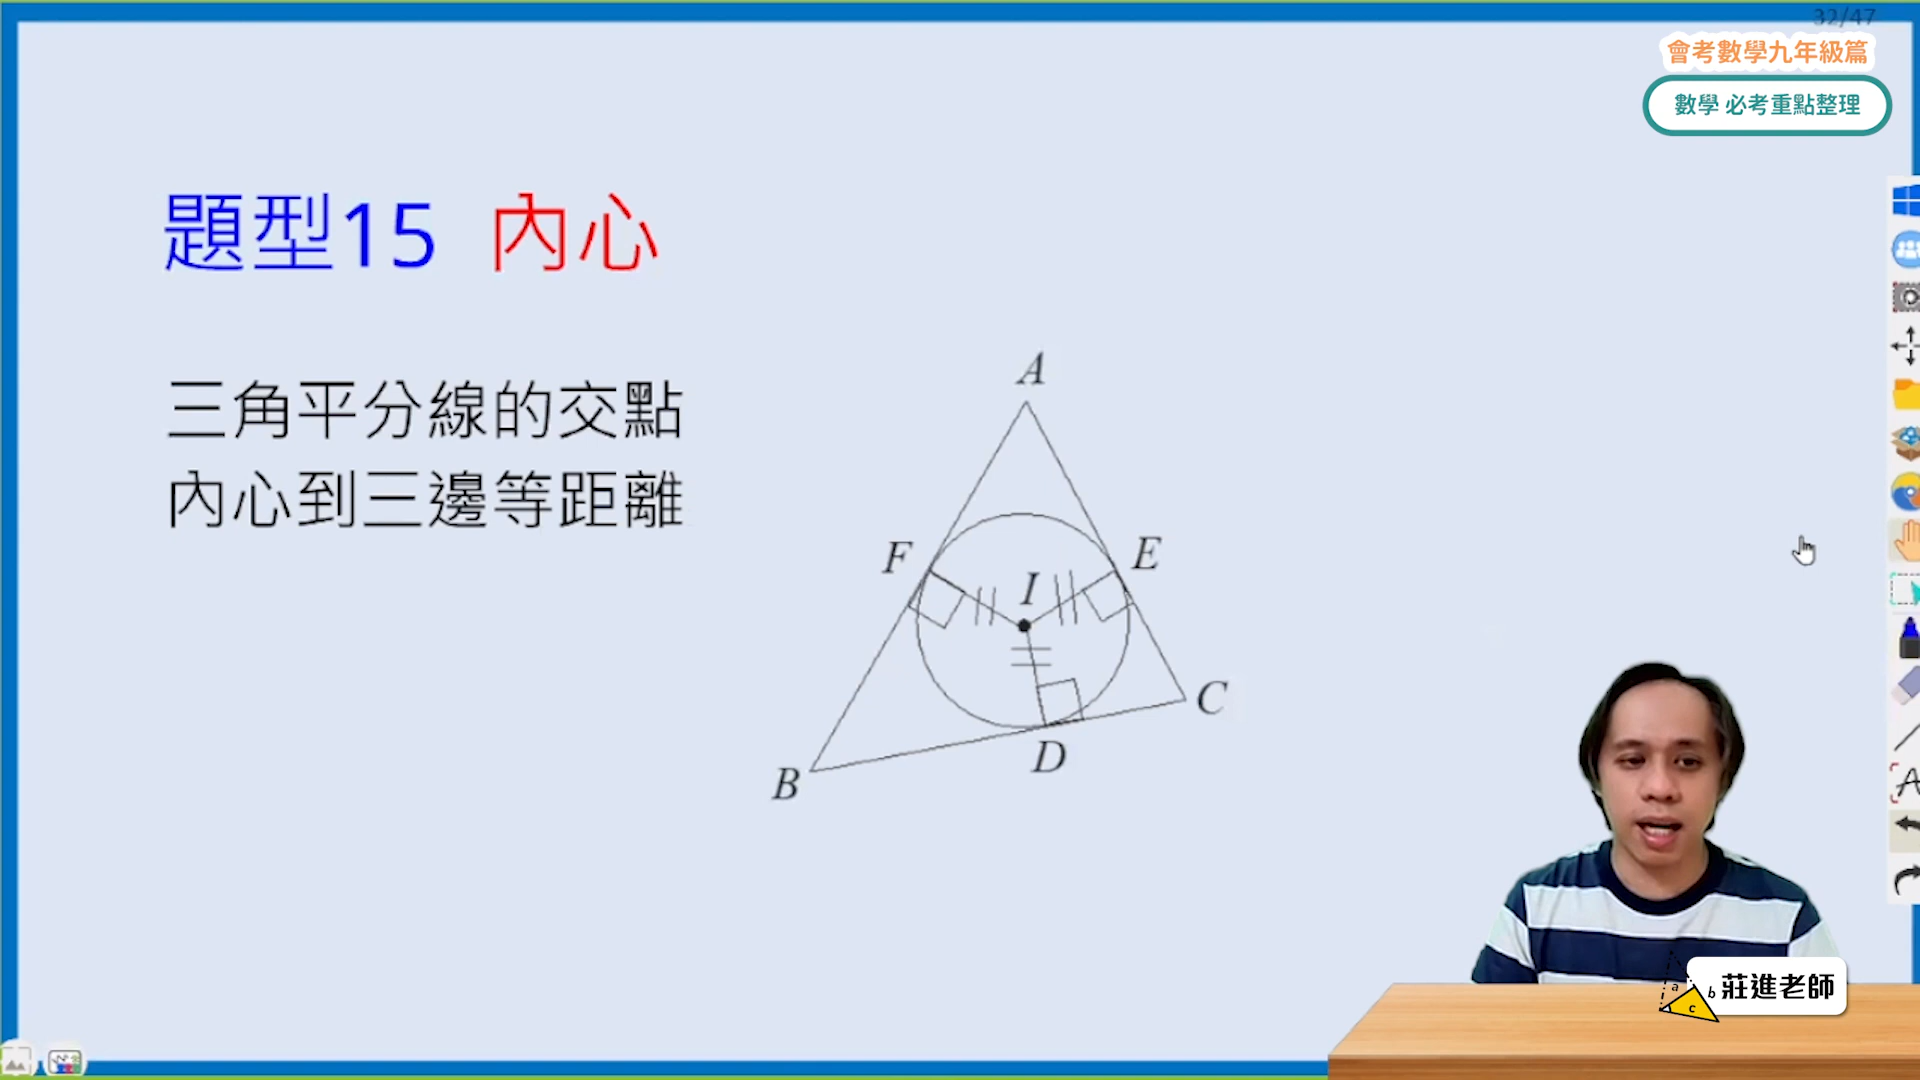 32/47
會考數學九年級篇
數學 必考重點整理
題型15 內心
三角平分線的交點
內心到三邊等距離
A
F
E
I
C
D
B
a
b
c
莊進老師